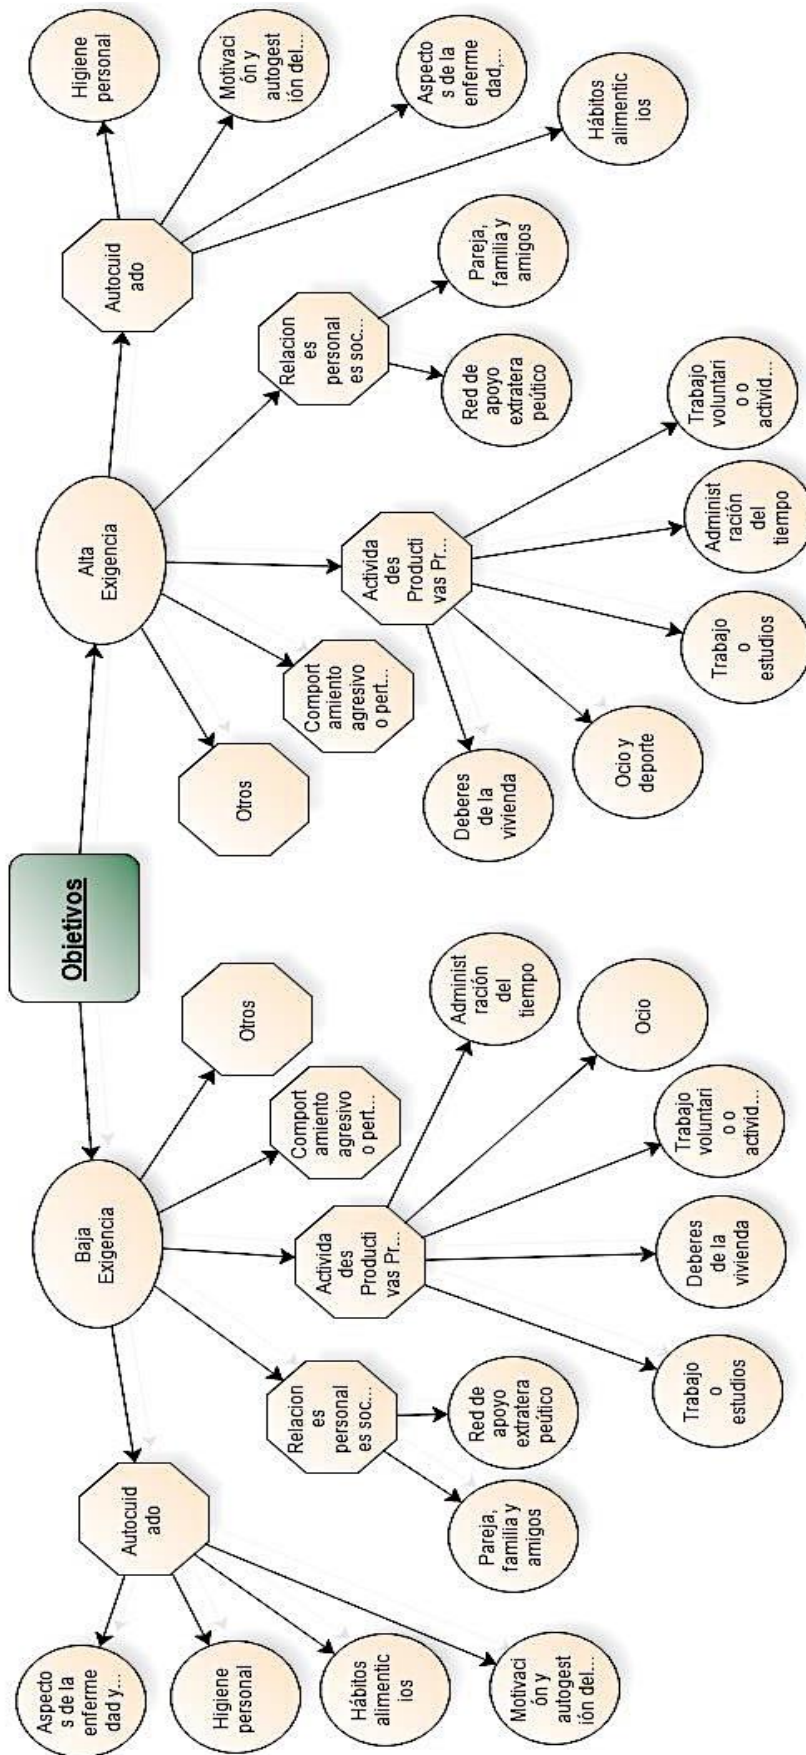 Objetivos
Baja
Exigencia
Alta
Exigencia
Autocuid
ado
Relacion
es
personal
es soc...
Activida
des
Producti
vas Pr...
Comport
amiento
agresivo
o pert...
Otros
Aspecto
s de la
enferme
dad y...
Higiene
personal
Hábitos
alimentic
ios
Motivaci
ón y
autogest
ión del...
Pareja,
familia y
amigos
Red de
apoyo
extratera
peútico
Trabajo
o
estudios
Deberes
de la
vivienda
Trabajo
voluntari
o o
activid...
Ocio
Administ
ración
del
tiempo
Otros
Comport
amiento
agresivo
o pert...
Activida
des
Producti
vas Pr...
Relacion
es
personal
es soc...
Autocuid
ado
Deberes
de la
vivienda
Ocio y
deporte
Trabajo
o
estudios
Administ
ración
del
tiempo
Trabajo
voluntari
o o
activid...
Red de
apoyo
extratera
peútico
Pareja,
familia y
amigos
Higiene
personal
Motivaci
ón y
autogest
ión del...
Aspecto
s de la
enferme
dad,...
Hábitos
alimentic
ios